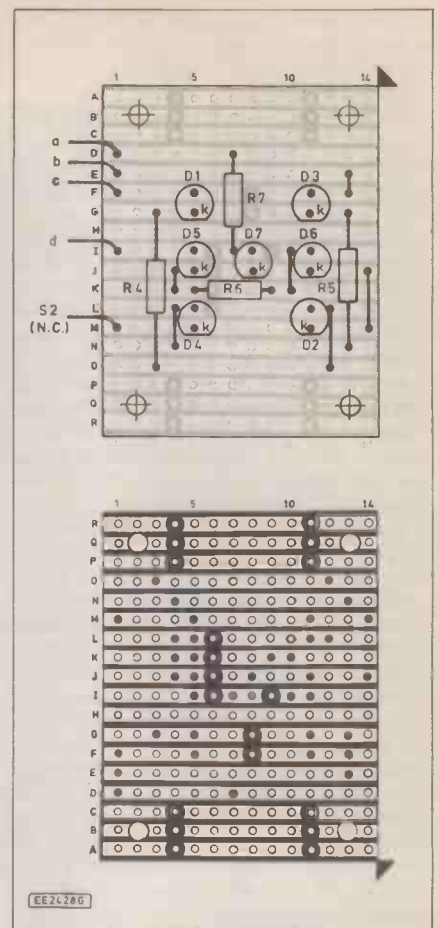 1 5 10 14
A
B
C
a D
b E
c F
D1 D3
R7
G k k
H
d I D5 D7 D6
J k k k
K R4 R6 R5
S2 L
(N.C.) M
N D4 D2
O
P
Q
R
1 5 10 14
R
Q
P
O
N
M
L
K
J
I
H
G
F
E
D
C
B
A
EE2428G